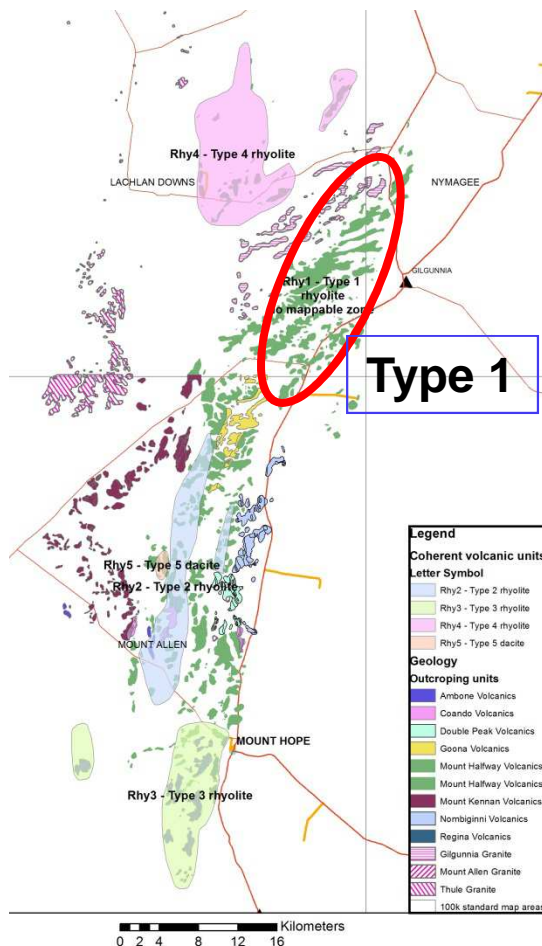 Rhy4 - Type 4 rhyolite
LACHLAN DOWNS
NYMAGEE
GILGUNNIA
Rhy1 - Type 1
rhyolite
no mappable zone
Type 1
Rhy5 - Type 5 dacite
Rhy2 - Type 2 rhyolite
MOUNT ALLEN
MOUNT HOPE
Rhy3 - Type 3 rhyolite
Legend
Coherent volcanic units
Letter Symbol
Rhy2 - Type 2 rhyolite
Rhy3 - Type 3 rhyolite
Rhy4 - Type 4 rhyolite
Rhy5 - Type 5 dacite
Geology
Outcroping units
Ambone Volcanics
Coando Volcanics
Double Peak Volcanics
Goona Volcanics
Mount Halfway Volcanics
Mount Halfway Volcanics
Mount Kennan Volcanics
Nombiginni Volcanics
Regina Volcanics
Gilgunnia Granite
Mount Allen Granite
Thule Granite
100k standard map areas
Kilometers
0 2 4 8 12 16